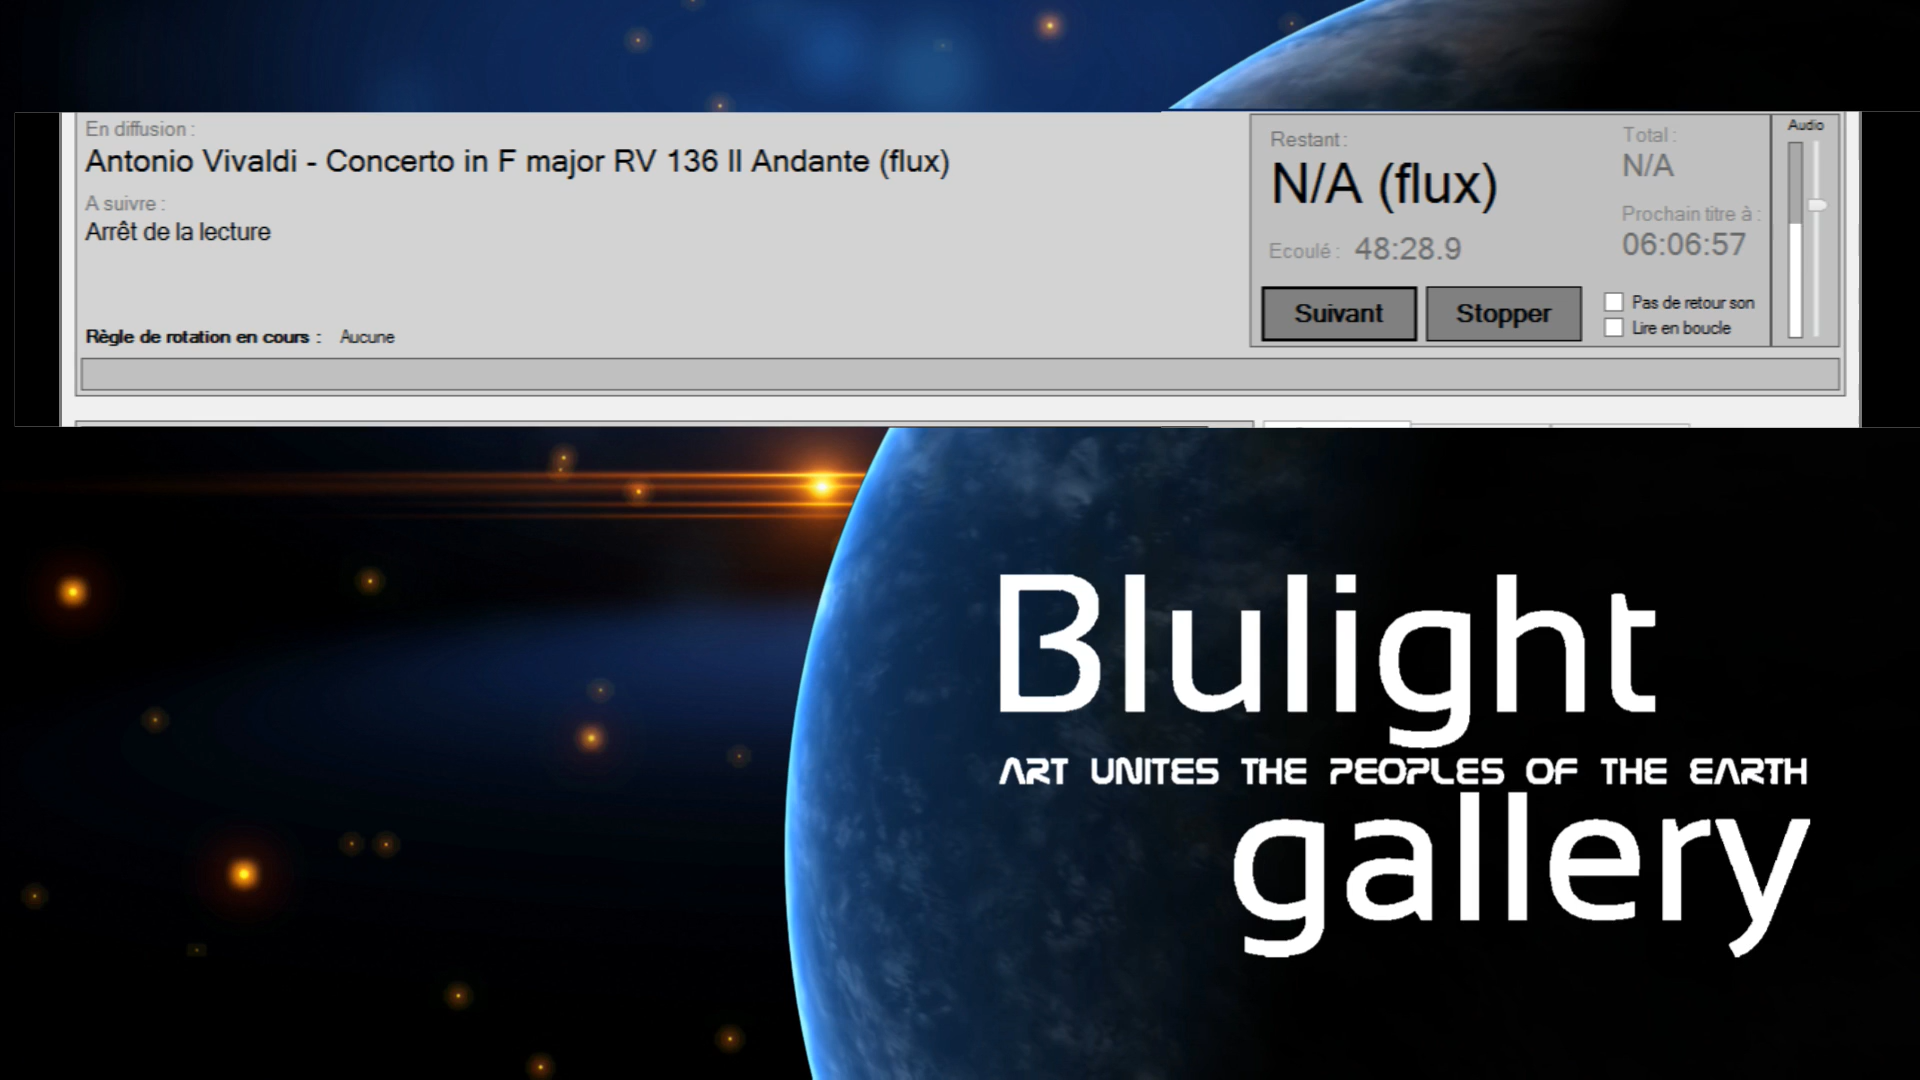 En diffusion :
Antonio Vivaldi - Concerto in F major RV 136 II Andante (flux)
A suivre :
Arrêt de la lecture
Règle de rotation en cours : Aucune
Restant :
N/A (flux)
Ecoulé : 48:28.9
Total :
N/A
Prochain titre à :
06:06:57
Suivant
Stopper
Pas de retour son
Lire en boucle
Audio
Blulight
ART UNITES THE PEOPLES OF THE EARTH
gallery